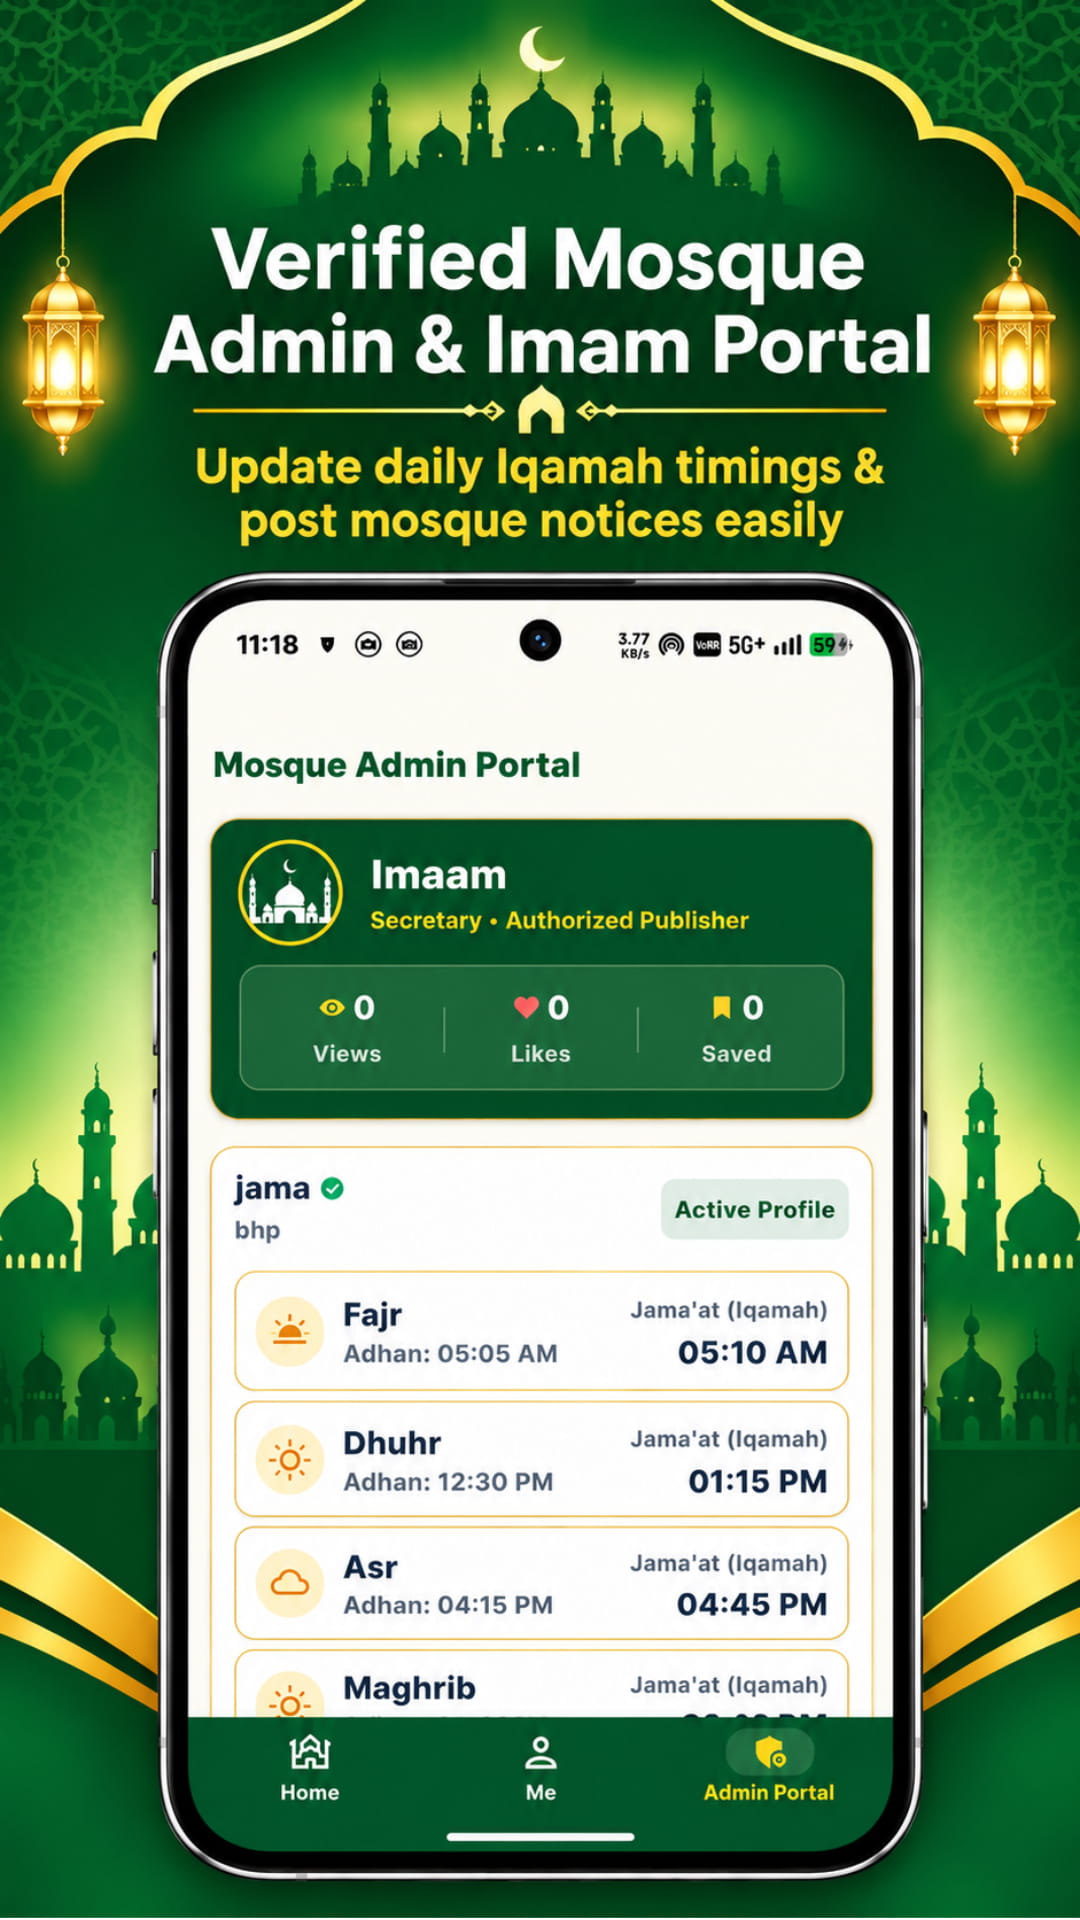 Verified Mosque
Admin & Imam Portal
Update daily Iqamah timings &
post mosque notices easily
11:18
3.77
KB/s
VoNR
5G+
59
Mosque Admin Portal
Imaam
Secretary • Authorized Publisher
0
0
0
Views
Likes
Saved
jama
bhp
Active Profile
Fajr
Jama'at (Iqamah)
Adhan: 05:05 AM
05:10 AM
Dhuhr
Jama'at (Iqamah)
Adhan: 12:30 PM
01:15 PM
Asr
Jama'at (Iqamah)
Adhan: 04:15 PM
04:45 PM
Maghrib
Jama'at (Iqamah)
Home
Me
Admin Portal